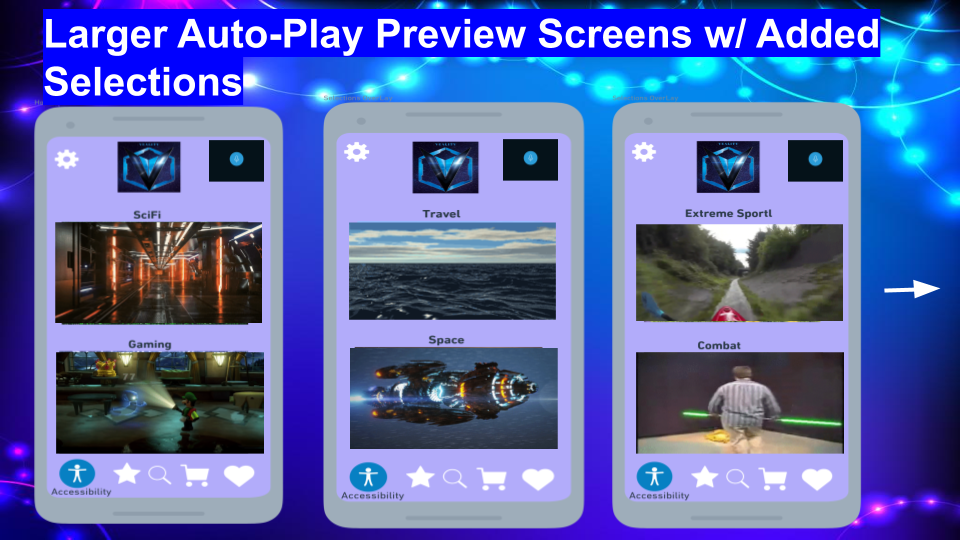 Larger Auto-Play Preview Screens w/ Added
Selections
SciFi
Gaming
Accessibility
Travel
Space
Accessibility
Extreme Sportl
Combat
Accessibility